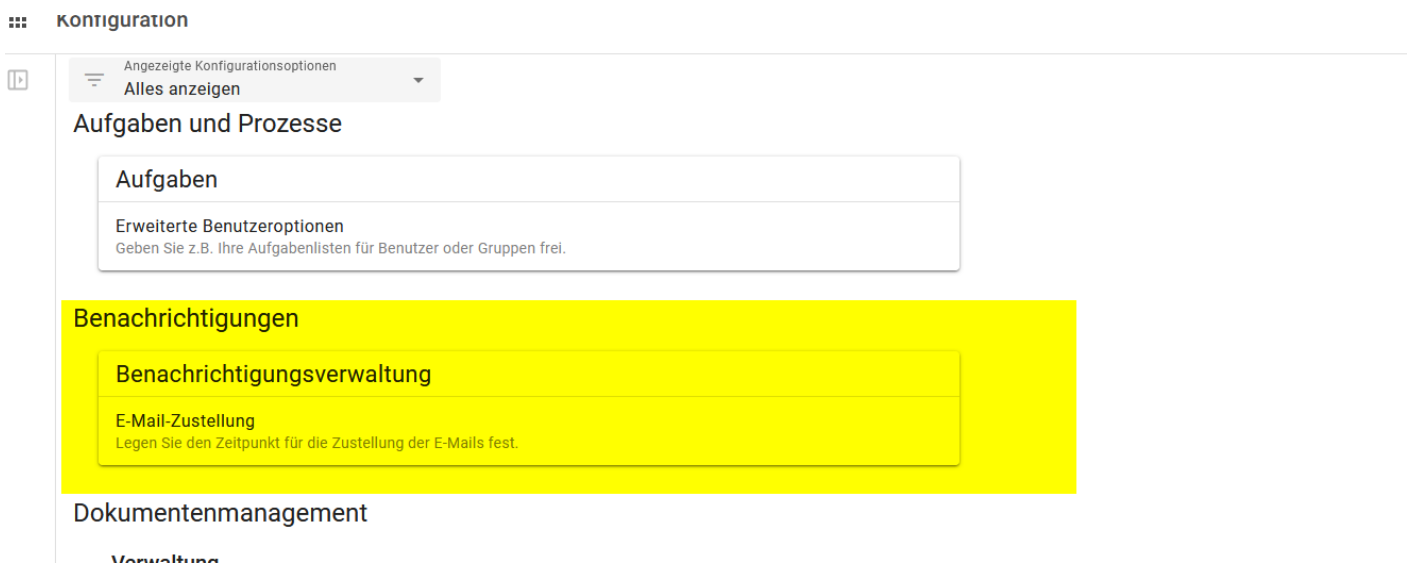 Konfiguration
Angezeigte Konfigurationsoptionen
Alles anzeigen
Aufgaben und Prozesse
Aufgaben
Erweiterte Benutzeroptionen
Geben Sie z.B. Ihre Aufgabenlisten für Benutzer oder Gruppen frei.
Benachrichtigungen
Benachrichtigungsverwaltung
E-Mail-Zustellung
Legen Sie den Zeitpunkt für die Zustellung der E-Mails fest.
Dokumentenmanagement
Verwaltung